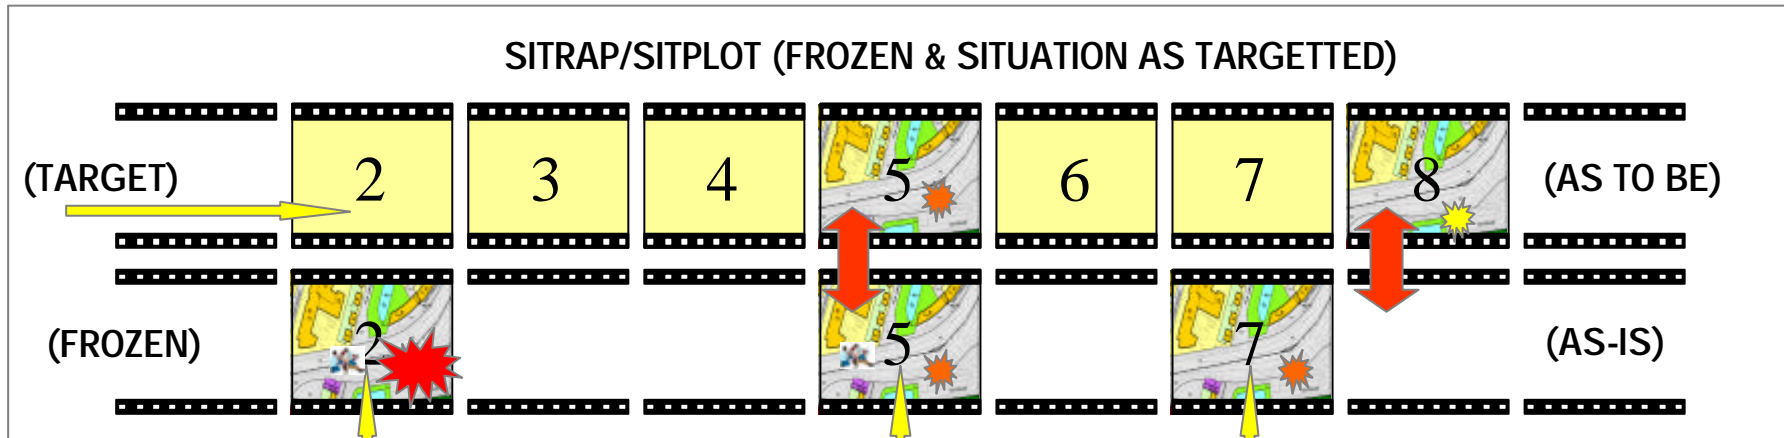 SITRAP/SITPLOT (FROZEN & SITUATION AS TARGETTED)
(TARGET) 2 3 4 5 6 7 8 (AS TO BE)
(FROZEN) 2 5 7 (AS-IS)